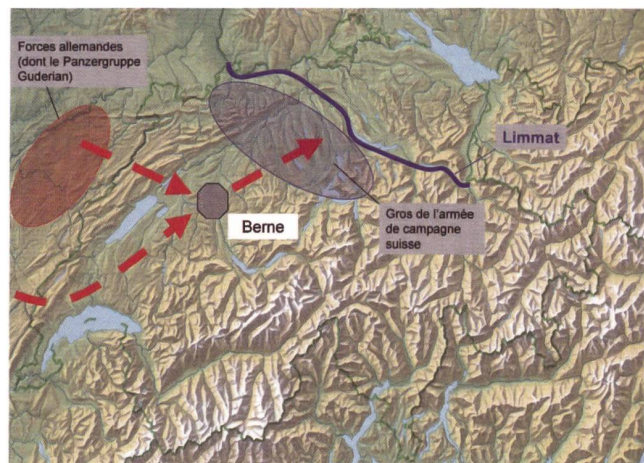 Forces allemandes
(dont le Panzergruppe
Guderian)
Limmat
Berne
Gros de l'armée
de campagne
suisse